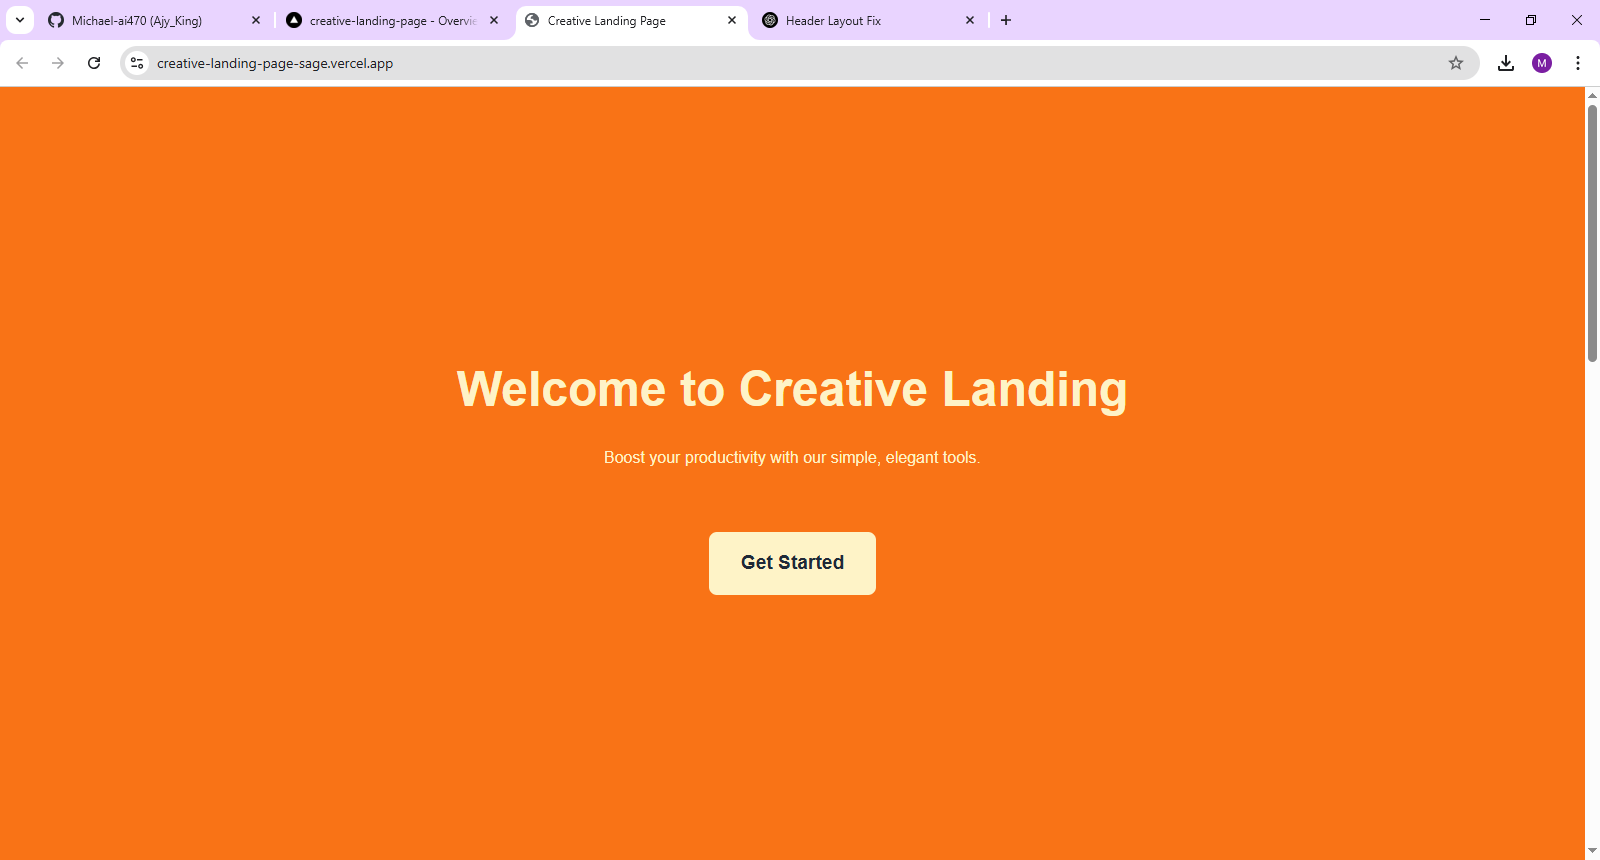 Michael-ai470 (Ajy_King)
creative-landing-page - Overvie
Creative Landing Page
Header Layout Fix
creative-landing-page-sage.vercel.app
M
Welcome to Creative Landing
Boost your productivity with our simple, elegant tools.
Get Started